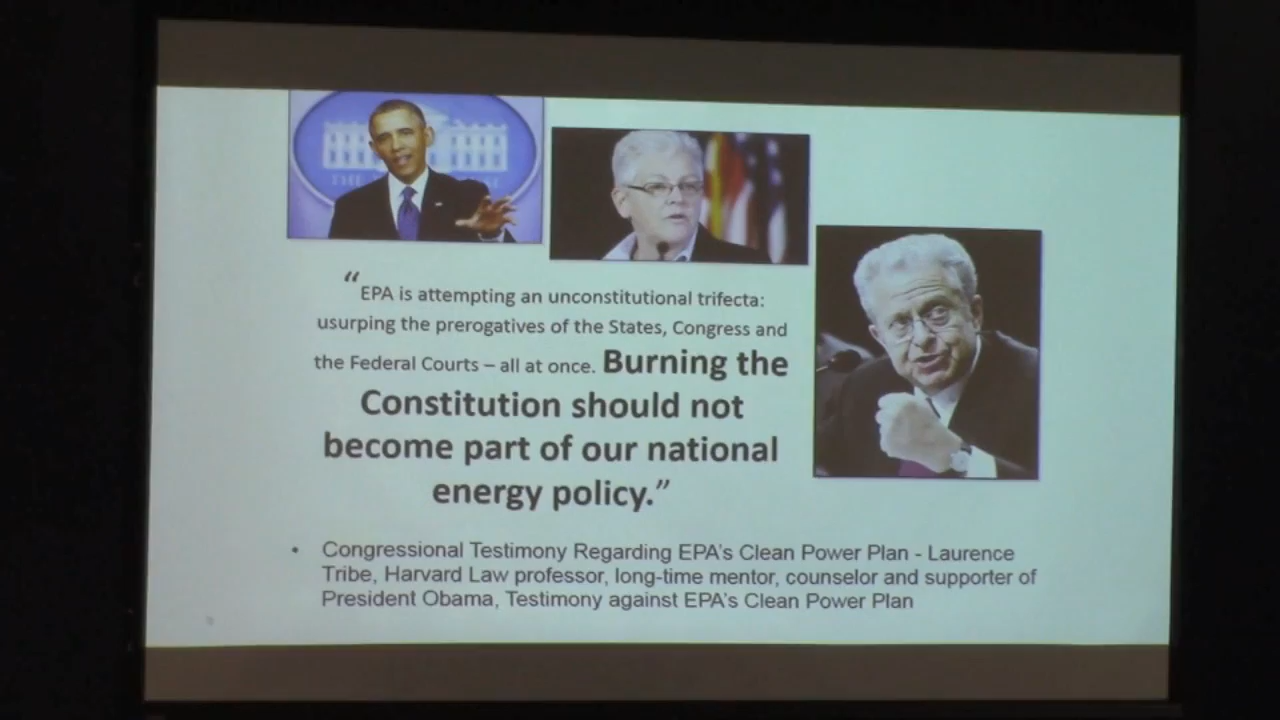 THE
“EPA is attempting an unconstitutional trifecta:
usurping the prerogatives of the States, Congress and
the Federal Courts – all at once. Burning the
Constitution should not
become part of our national
energy policy.”
• Congressional Testimony Regarding EPA’s Clean Power Plan - Laurence
Tribe, Harvard Law professor, long-time mentor, counselor and supporter of
President Obama, Testimony against EPA’s Clean Power Plan